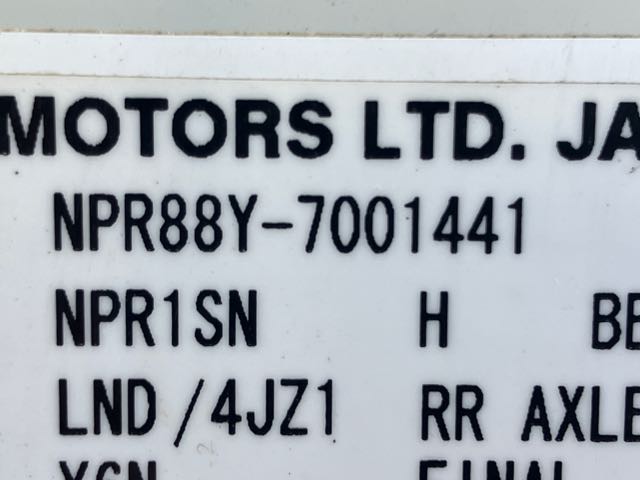 MOTORS LTD. JA
NPR88Y-7001441
NPR1SN H BE
LND/4JZ1 RR AXLE